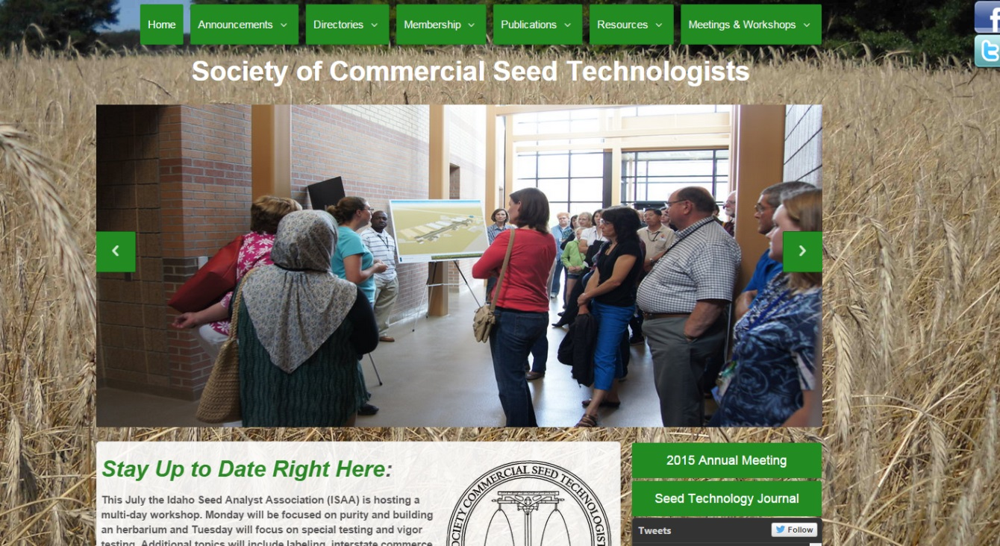 Home
Announcements
Directories
Membership
Publications
Resources
Meetings & Workshops
Society of Commercial Seed Technologists
Stay Up to Date Right Here:
This July the Idaho Seed Analyst Association (ISAA) is hosting a
multi-day workshop. Monday will be focused on purity and building
an herbarium and Tuesday will focus on special testing and vigor
testing. Additional topics will include labeling, interstate commerce
SOCIETY COMMERCIAL SEED TECHNOLOGIST
2015 Annual Meeting
Seed Technology Journal
Tweets
Follow